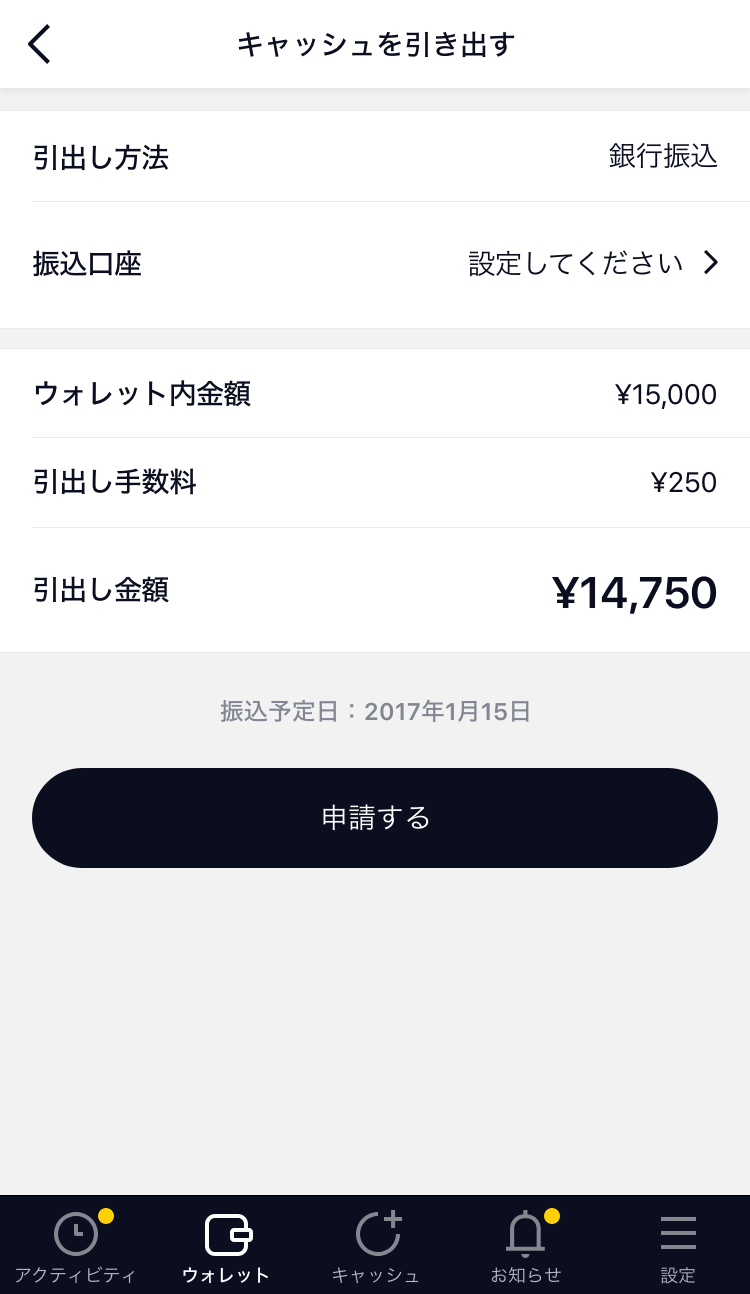 キャッシュを引き出す
引出し方法 銀行振込
振込口座 設定してください
ウォレット内金額 ¥15,000
引出し手数料 ¥250
引出し金額 ¥14,750
振込予定日：2017年1月15日
申請する
アクティビティ ウォレット キャッシュ お知らせ 設定